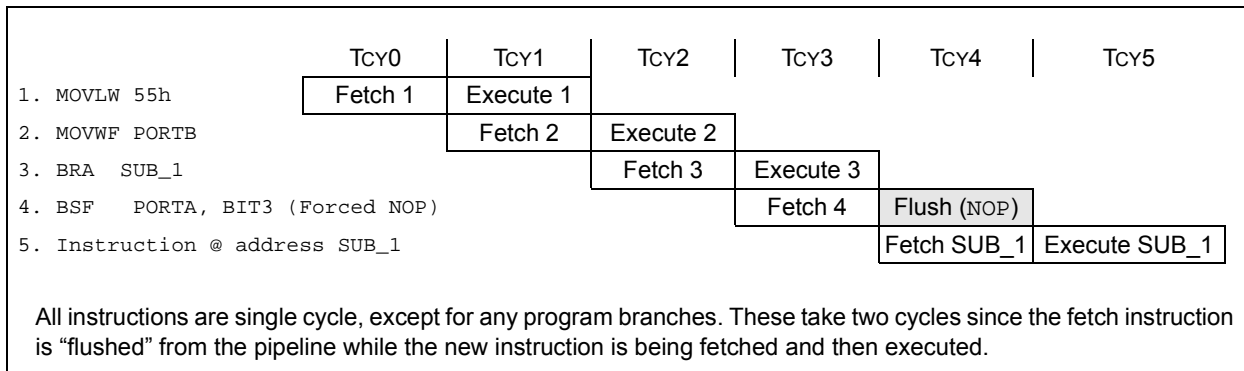 TCY0 TCY1 TCY2 TCY3 TCY4 TCY5
1. MOVLW 55h Fetch 1 Execute 1
2. MOVWF PORTB Fetch 2 Execute 2
3. BRA SUB_1 Fetch 3 Execute 3
4. BSF PORTA, BIT3 (Forced NOP) Fetch 4 Flush (NOP)
5. Instruction @ address SUB_1 Fetch SUB_1 Execute SUB_1
All instructions are single cycle, except for any program branches. These take two cycles since the fetch instruction
is “flushed” from the pipeline while the new instruction is being fetched and then executed.